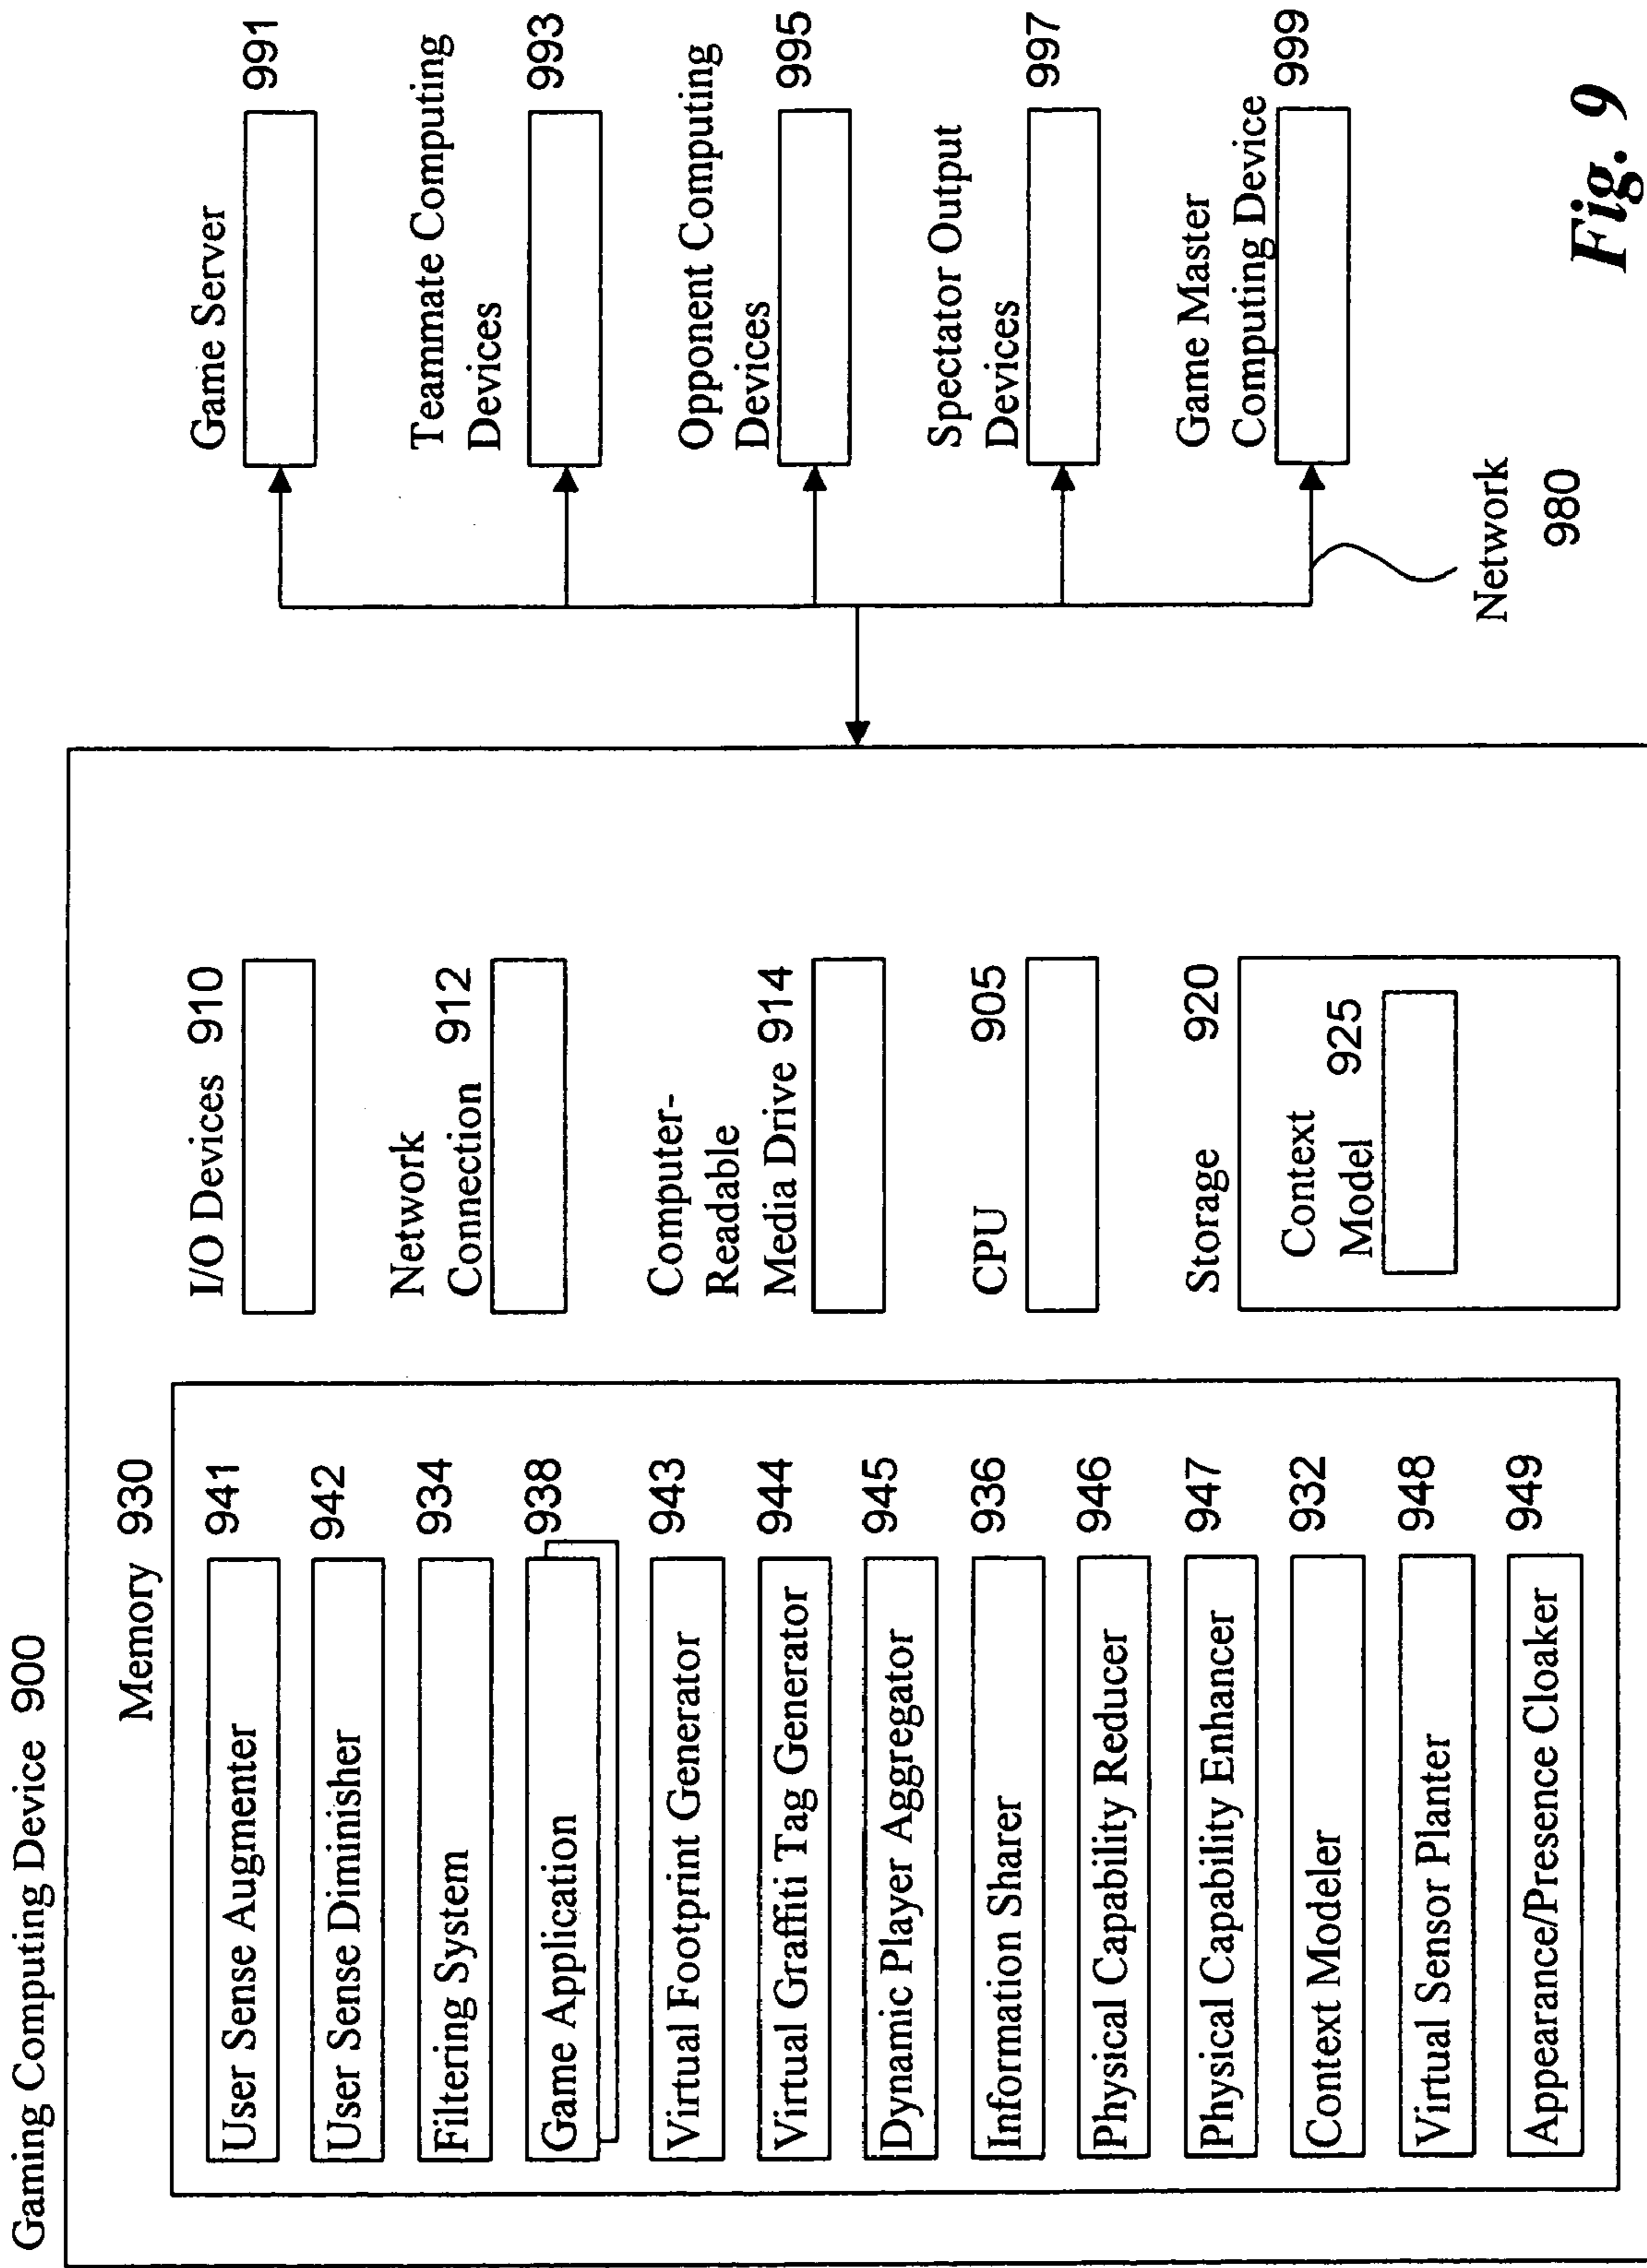 Gaming Computing Device 900
Memory 930
User Sense Augmenter 941
User Sense Diminisher 942
Filtering System 934
Game Application 938
Virtual Footprint Generator 943
Virtual Graffiti Tag Generator 944
Dynamic Player Aggregator 945
Information Sharer 936
Physical Capability Reducer 946
Physical Capability Enhancer 947
Context Modeler 932
Virtual Sensor Planter 948
Appearance/Presence Cloaker 949
I/O Devices 910
Network
Connection 912
Computer-
Readable
Media Drive 914
CPU 905
Storage 920
Context
Model 925
Game Server 991
Teammate Computing
Devices 993
Opponent Computing
Devices 995
Spectator Output
Devices 997
Game Master
Computing Device 999
Network
980
Fig. 9